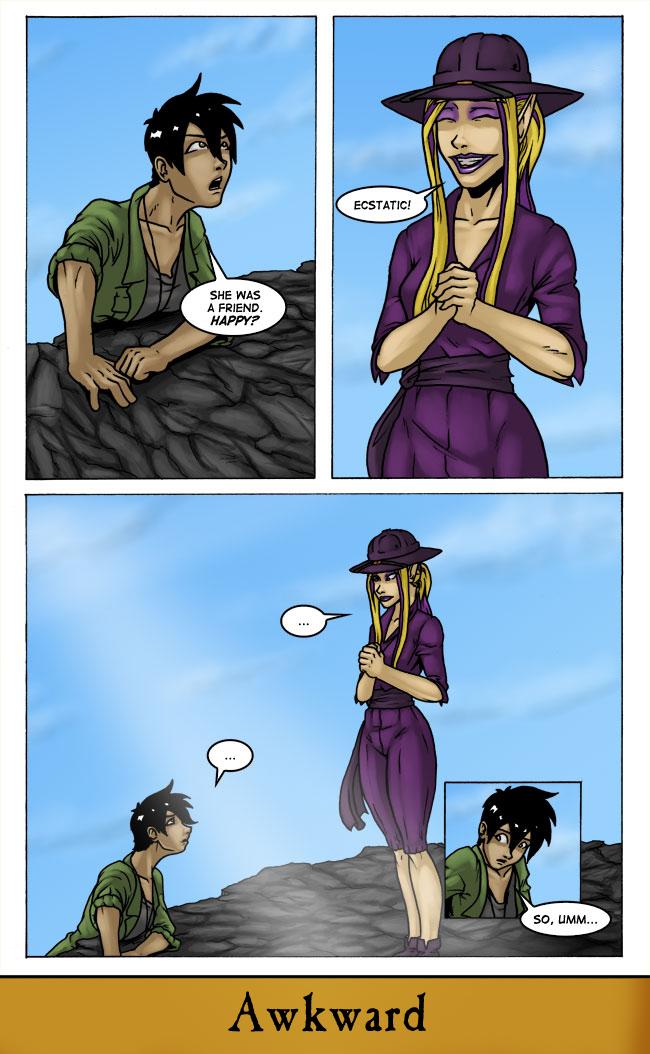 SHE WAS
A FRIEND.
HAPPY?
ECSTATIC!
...
...
SO, UMM...
Awkward